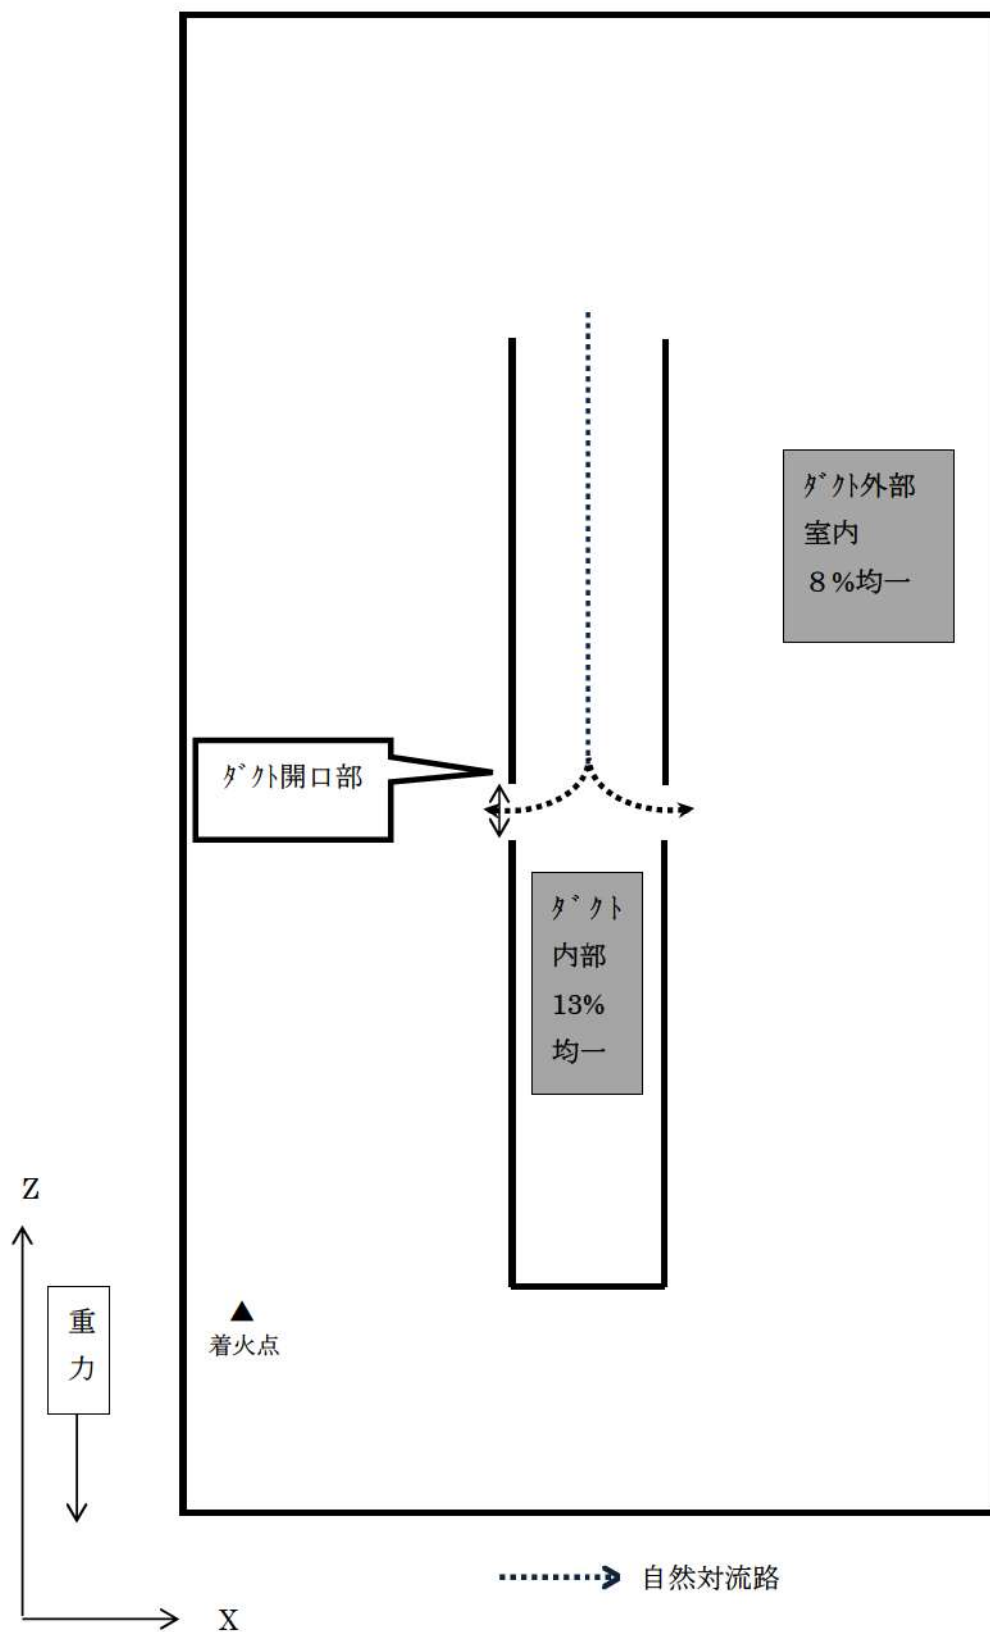 ﾀﾞｸﾄ外部
室内
８%均一
ﾀﾞｸﾄ開口部
ﾀﾞｸﾄ
内部
13%
均一
Z
重
力
▲
着火点
自然対流路
X